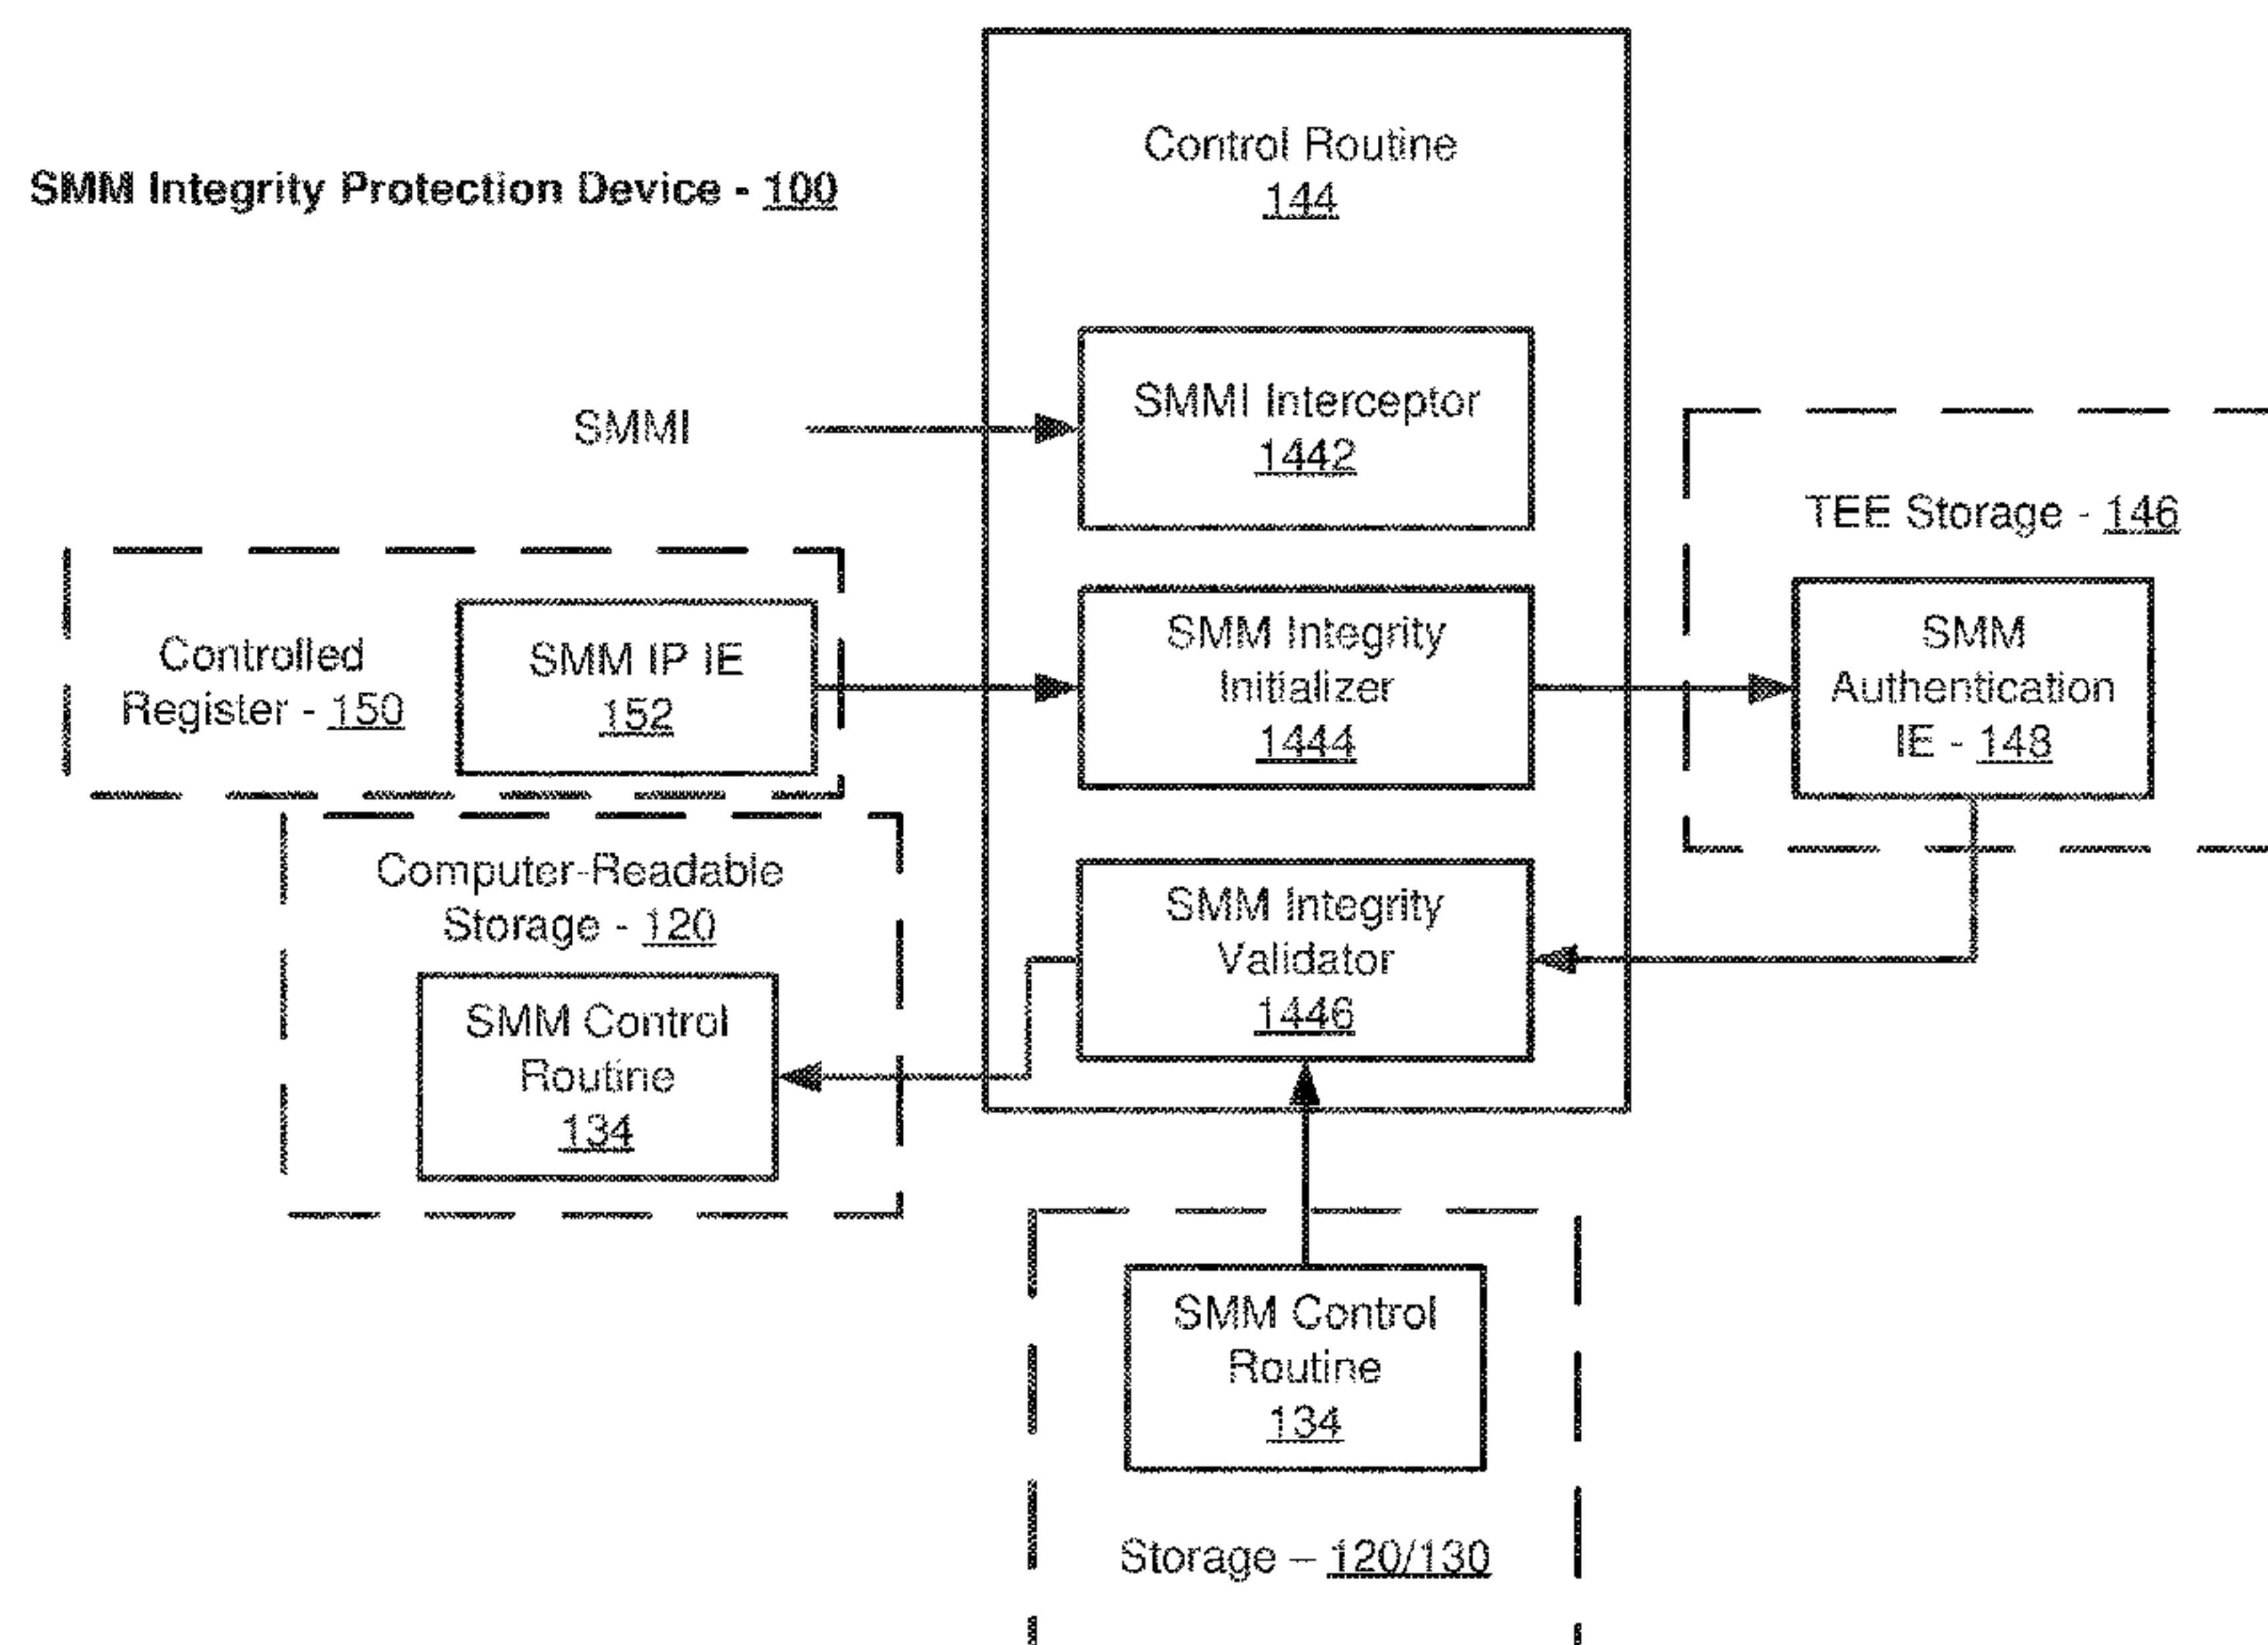 SMM Integrity Protection Device - 100
Control Routine
144
SMMI
SMMI Interceptor
1442
Controlled
Register - 150
SMM IP IE
152
SMM Integrity
Initializer
1444
TEE Storage - 146
SMM
Authentication
IE - 148
Computer-Readable
Storage - 120
SMM Control
Routine
134
SMM Integrity
Validator
1446
SMM Control
Routine
134
Storage – 120/130